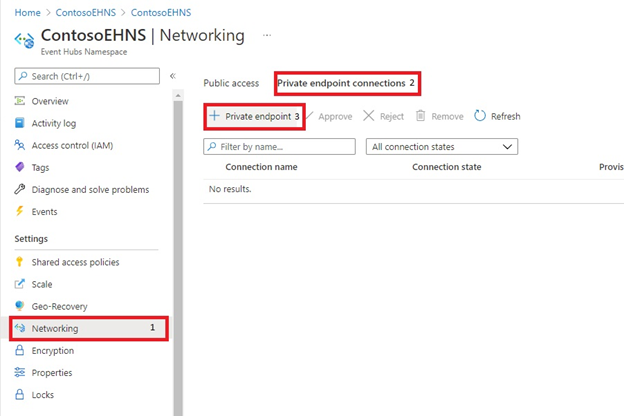 Home > ContosoEHNS > ContosoEHNS
ContosoEHNS | Networking ...
Event Hubs Namespace
Search (Ctrl+/) «
Overview
Activity log
Access control (IAM)
Tags
Diagnose and solve problems
Events
Settings
Shared access policies
Scale
Geo-Recovery
Networking 1
Encryption
Properties
Locks
Public access Private endpoint connections 2
+ Private endpoint 3 Approve Reject Remove Refresh
Filter by name... All connection states
Connection name Connection state Provis
No results.